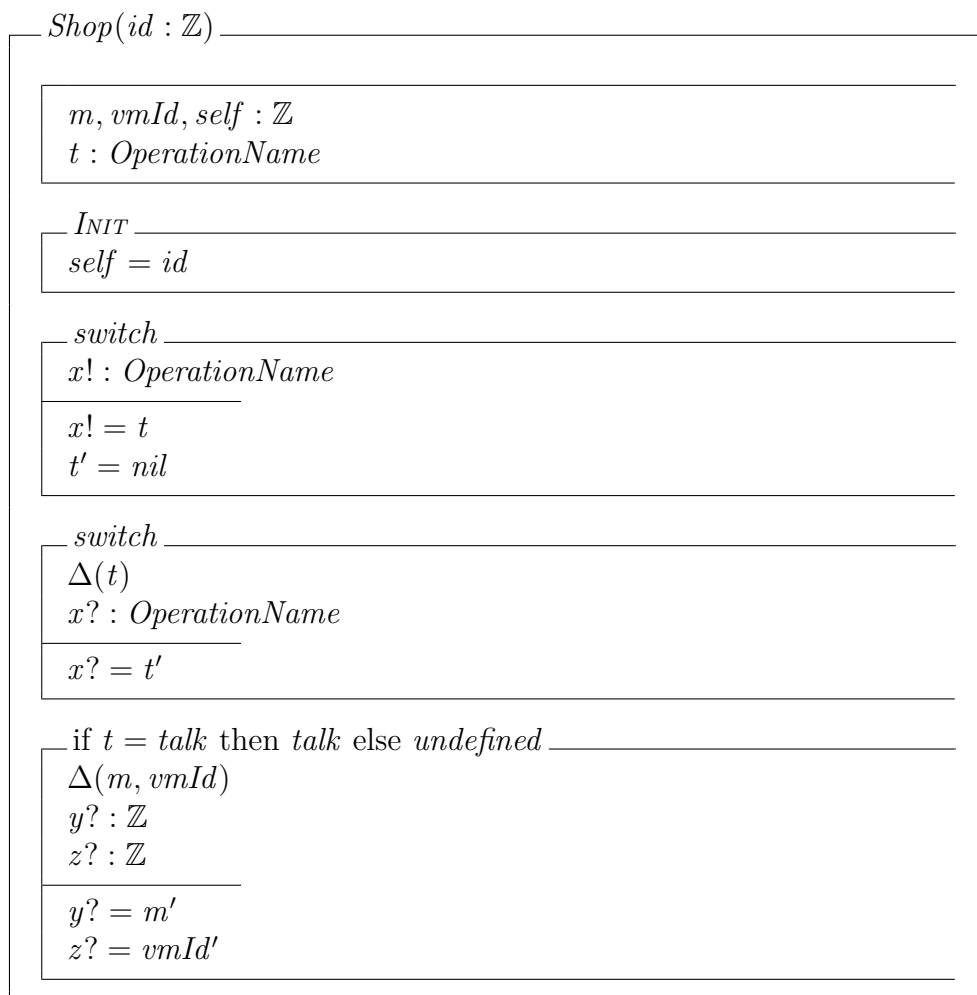 Shop(id : ℤ)
m, vmId, self : ℤ
t : OperationName
INIT
self = id
switch
x! : OperationName
x! = t
t′ = nil
switch
Δ(t)
x? : OperationName
x? = t′
if t = talk then talk else undefined
Δ(m, vmId)
y? : ℤ
z? : ℤ
y? = m′
z? = vmId′